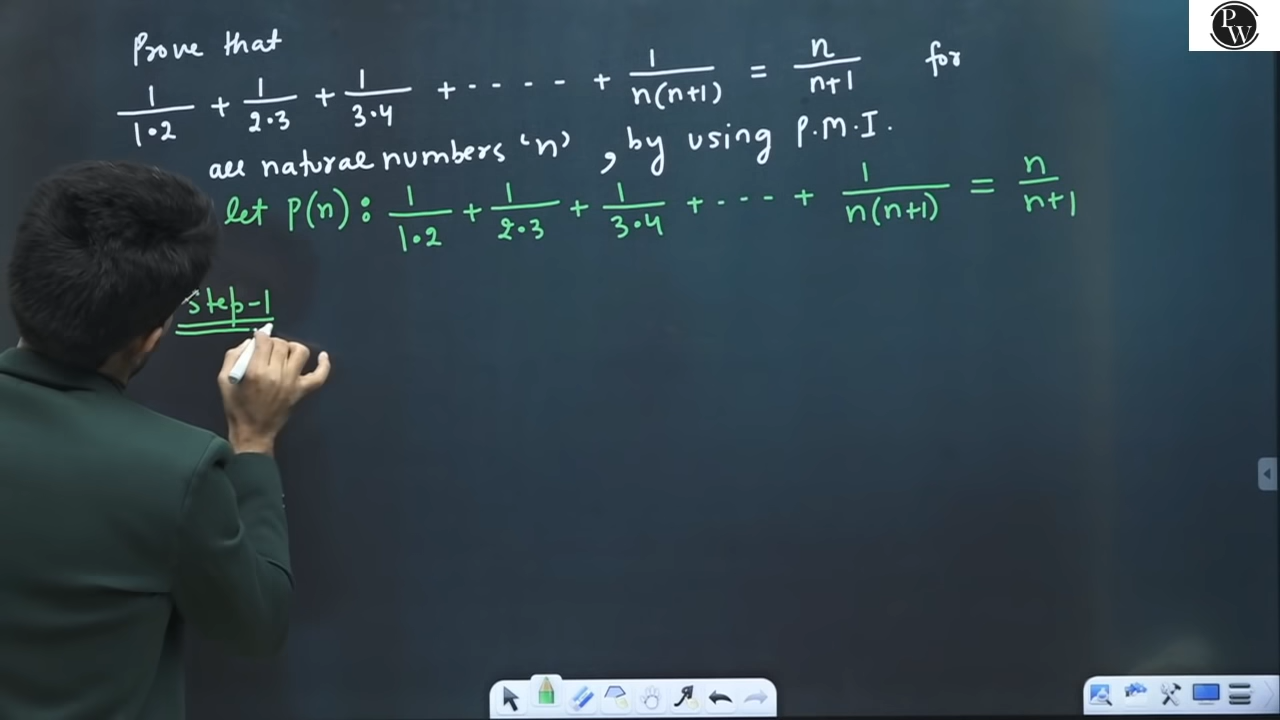 PW
Prove that
1/1·2 + 1/2·3 + 1/3·4 + - - - - - + 1/n(n+1) = n/n+1 for
all natural numbers 'n', by using P.M.I.
let P(n): 1/1·2 + 1/2·3 + 1/3·4 + - - - - + 1/n(n+1) = n/n+1
Step-1